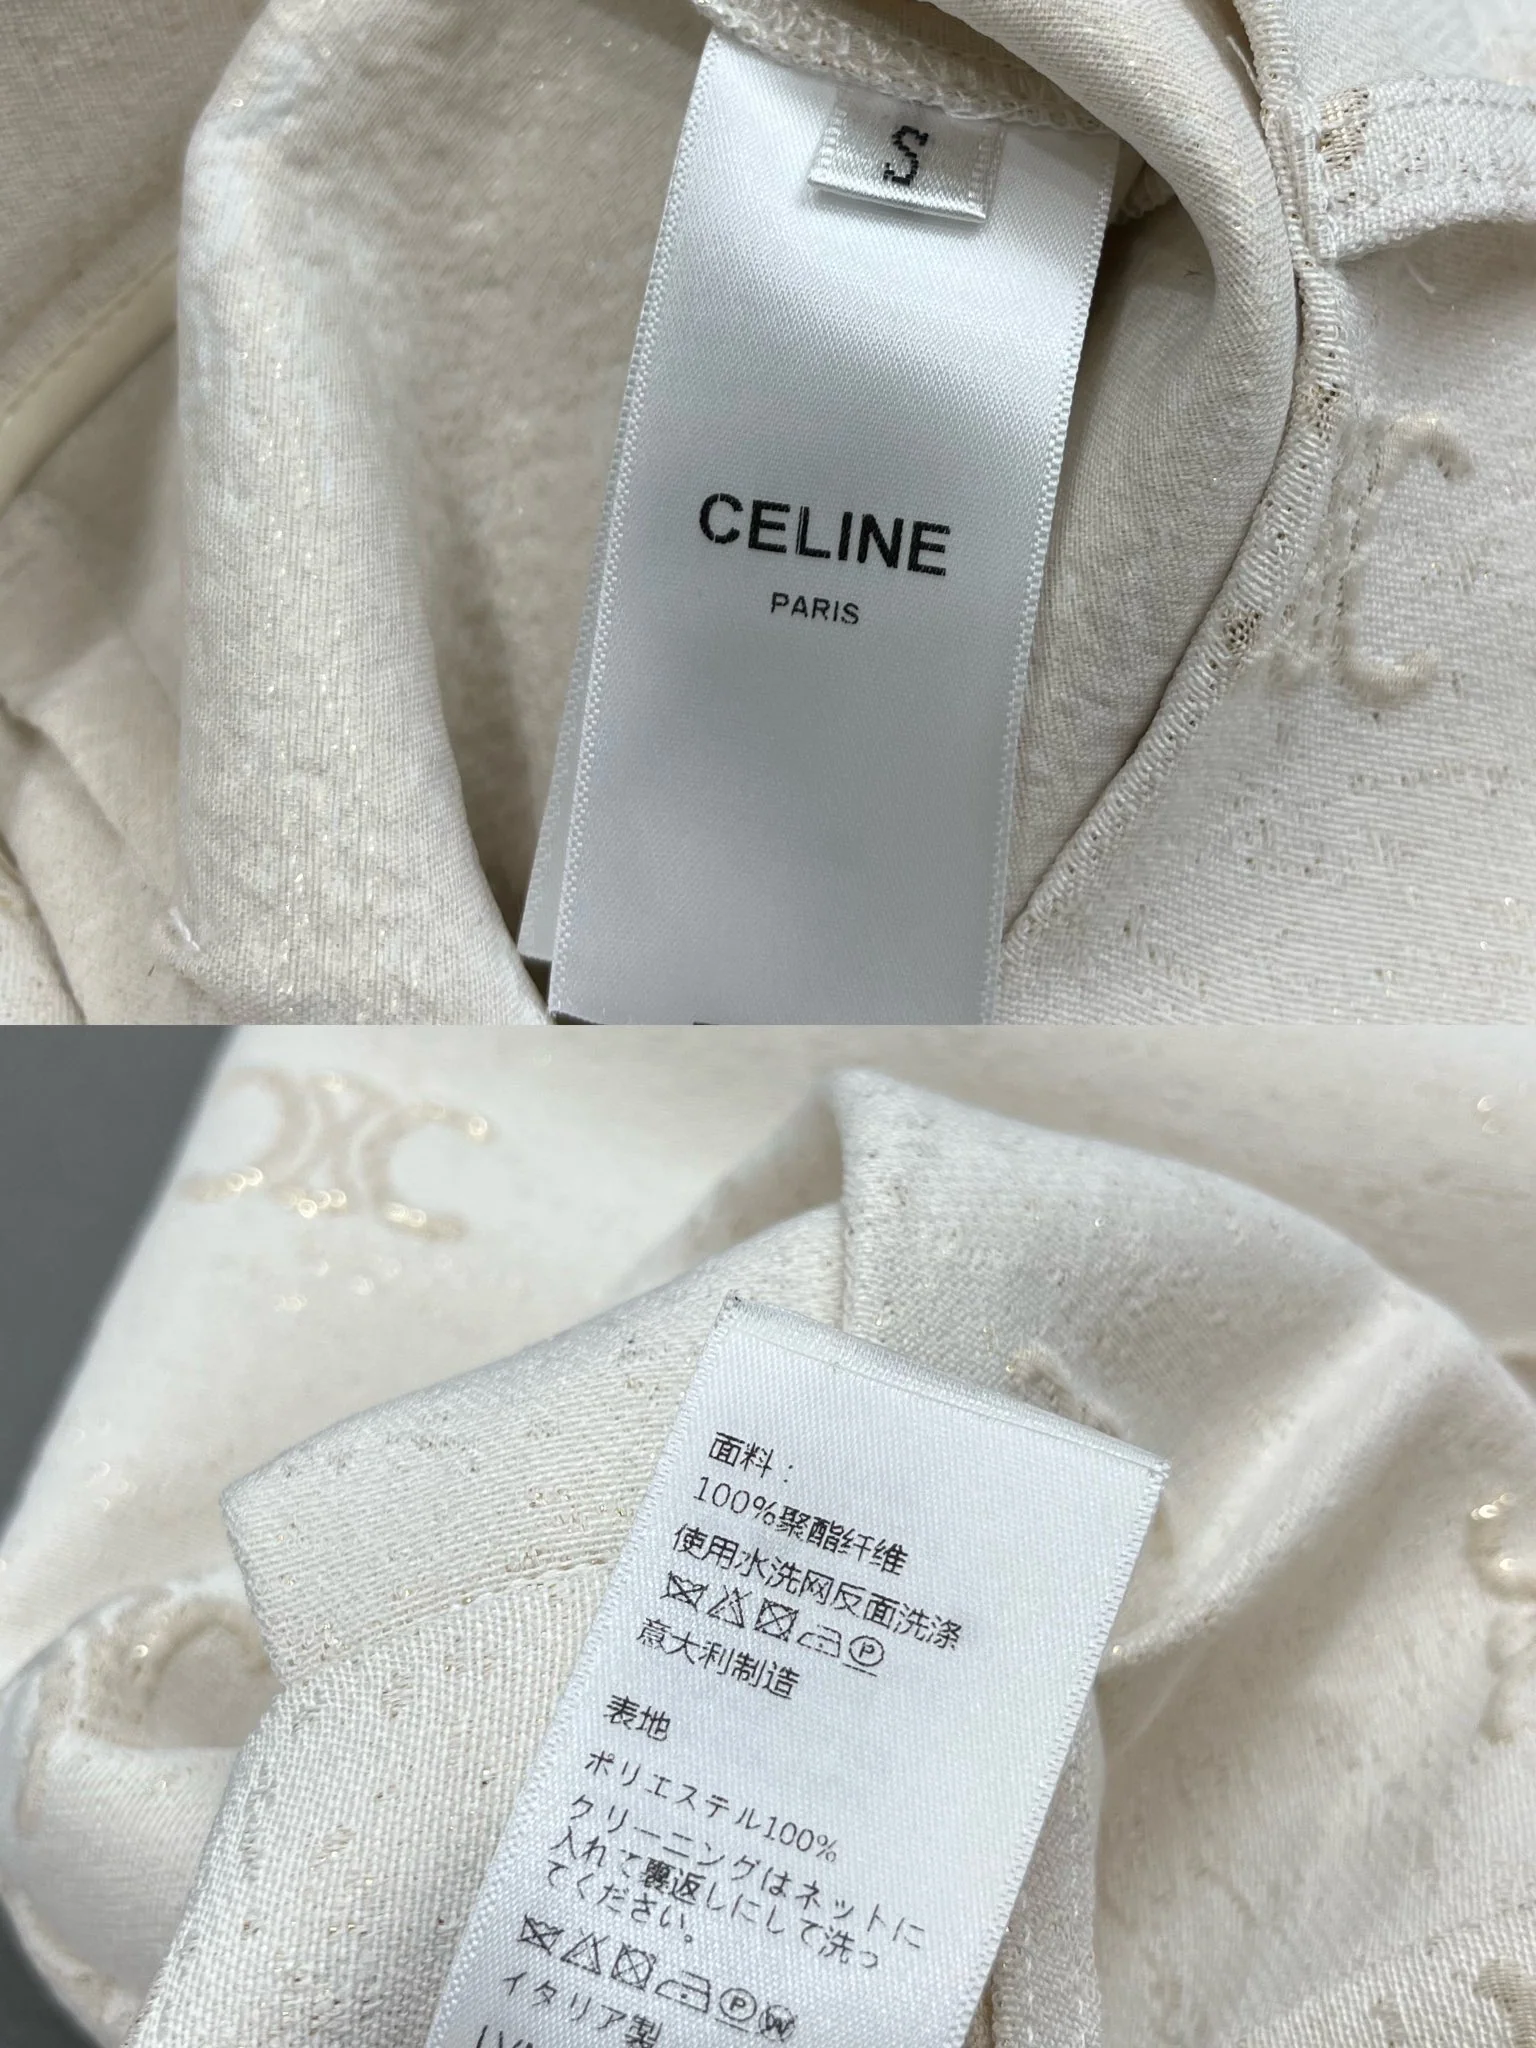 S
CELINE
PARIS
面料：
100%聚酯纤维
使用水洗网反面洗涤
P
意大利制造
表地
ポリエステル100%
クリーニングはネットに
入れて裏返しにして洗っ
てください。
P W
イタリア製